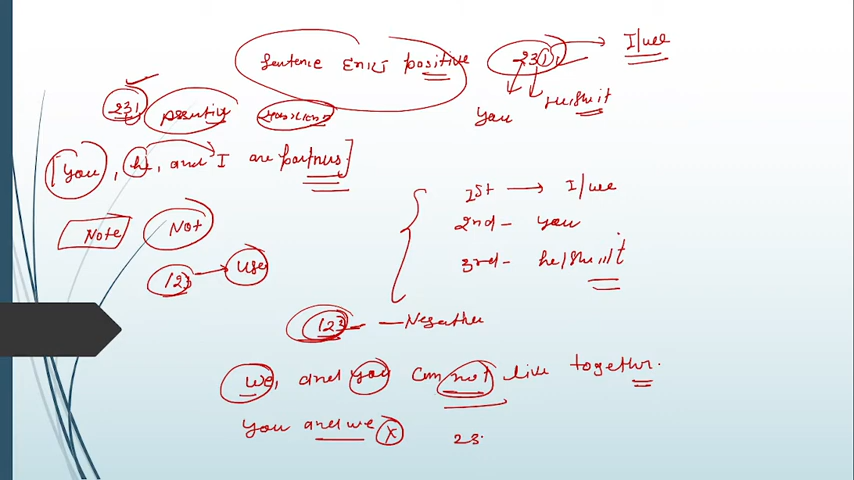 Sentence positive 231
I/we
You
he/she it
231 Assertive
[You, he, and I are partners]
Note Not
123 → use
1st → I/we
2nd - you
3rd - he/she/it
123 - Negative
we, and you can not live together.
You and we X
23